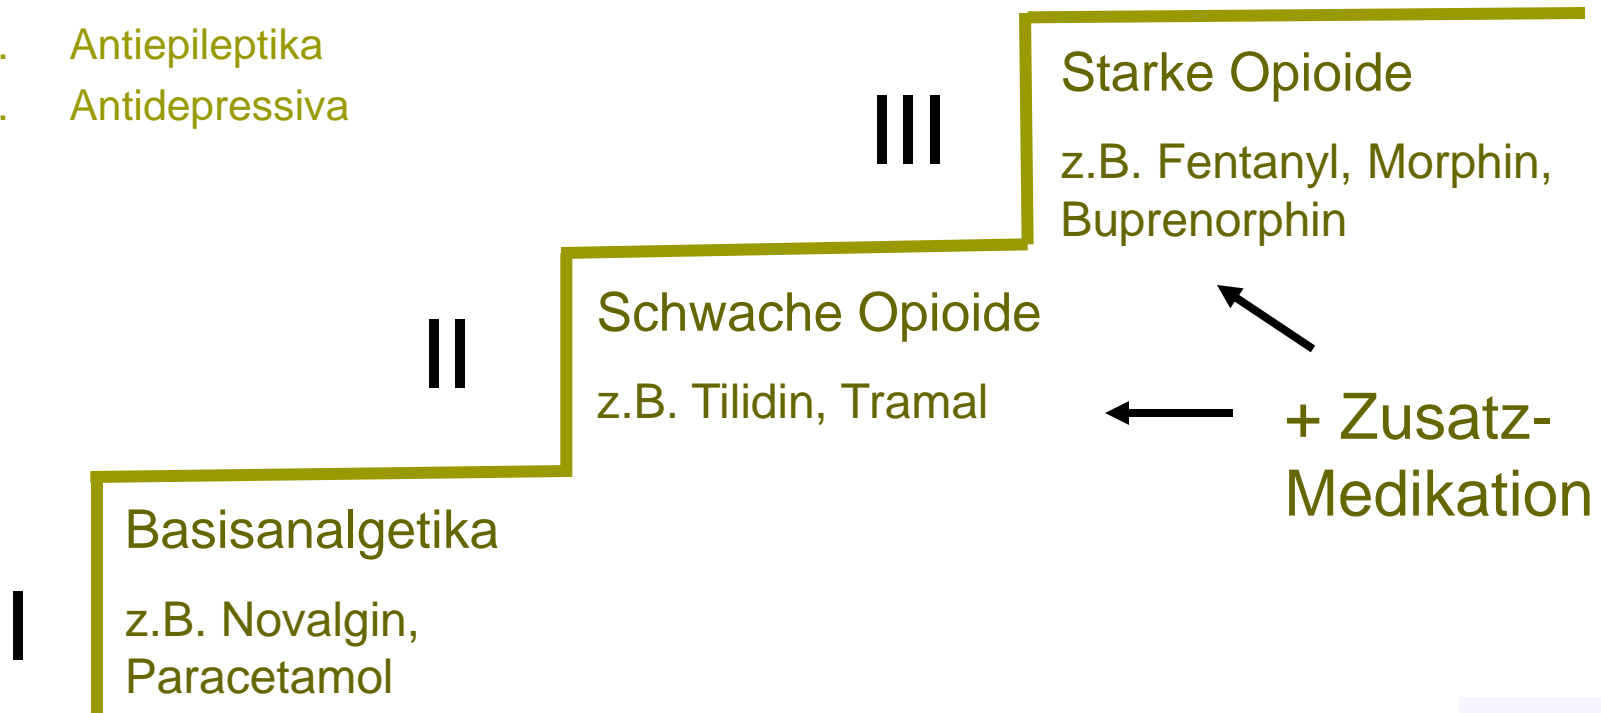 . Antiepileptika
. Antidepressiva
III
Starke Opioide
z.B. Fentanyl, Morphin,
Buprenorphin
II
Schwache Opioide
z.B. Tilidin, Tramal
+ Zusatz-
Medikation
I
Basisanalgetika
z.B. Novalgin,
Paracetamol